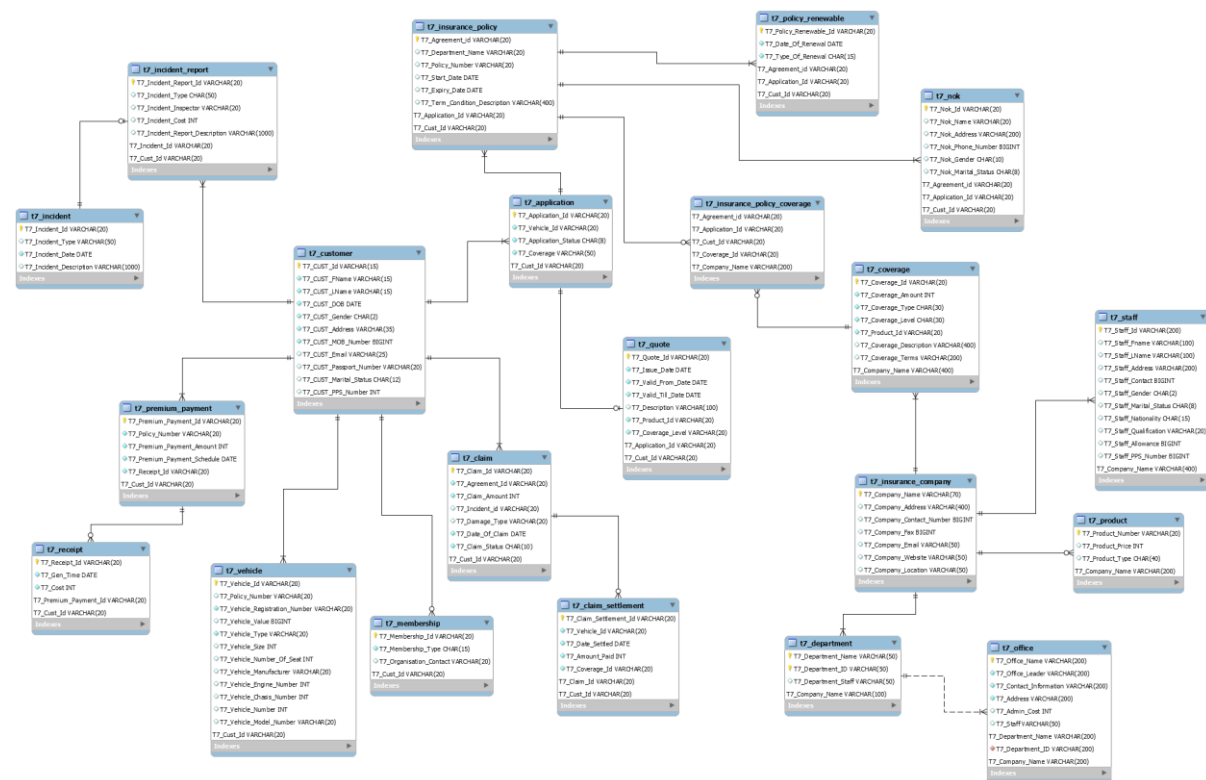 t7_insurance_policy
T7_Agreement_id VARCHAR(20)
T7_Department_Name VARCHAR(20)
T7_Policy_Number VARCHAR(20)
T7_Start_Date DATE
T7_Expiry_Date DATE
T7_Term_Condition_Description VARCHAR(400)
T7_Application_Id VARCHAR(20)
T7_Cust_Id VARCHAR(20)
Indexes
t7_policy_renewable
T7_Policy_Renewable_Id VARCHAR(20)
T7_Date_Of_Renewal DATE
T7_Type_Of_Renewal CHAR(15)
T7_Agreement_id VARCHAR(20)
T7_Application_Id VARCHAR(20)
T7_Cust_Id VARCHAR(20)
Indexes
t7_incident_report
T7_Incident_Report_Id VARCHAR(20)
T7_Incident_Type CHAR(50)
T7_Incident_Inspector VARCHAR(20)
T7_Incident_Cost INT
T7_Incident_Report_Description VARCHAR(1000)
T7_Incident_Id VARCHAR(20)
T7_Cust_Id VARCHAR(20)
Indexes
t7_nok
T7_Nok_Id VARCHAR(20)
T7_Nok_Name VARCHAR(20)
T7_Nok_Address VARCHAR(200)
T7_Nok_Phone_Number BIGINT
T7_Nok_Gender CHAR(10)
T7_Nok_Marital_Status CHAR(8)
T7_Agreement_id VARCHAR(20)
T7_Application_Id VARCHAR(20)
T7_Cust_Id VARCHAR(20)
Indexes
t7_incident
T7_Incident_Id VARCHAR(20)
T7_Incident_Type VARCHAR(50)
T7_Incident_Date DATE
T7_Incident_Description VARCHAR(1000)
Indexes
t7_application
T7_Application_Id VARCHAR(20)
T7_Vehicle_Id VARCHAR(20)
T7_Application_Status CHAR(8)
T7_Coverage VARCHAR(50)
T7_Cust_Id VARCHAR(20)
Indexes
t7_insurance_policy_coverage
T7_Agreement_id VARCHAR(20)
T7_Application_Id VARCHAR(20)
T7_Cust_Id VARCHAR(20)
T7_Coverage_Id VARCHAR(20)
T7_Company_Name VARCHAR(200)
Indexes
t7_customer
T7_CUST_Id VARCHAR(15)
T7_CUST_FName VARCHAR(15)
T7_CUST_LName VARCHAR(15)
T7_CUST_DOB DATE
T7_CUST_Gender CHAR(2)
T7_CUST_Address VARCHAR(35)
T7_CUST_MOB_Number BIGINT
T7_CUST_Email VARCHAR(25)
T7_CUST_Passport_Number VARCHAR(20)
T7_CUST_Marital_Status CHAR(12)
T7_CUST_PPS_Number INT
Indexes
t7_coverage
T7_Coverage_Id VARCHAR(20)
T7_Coverage_Amount INT
T7_Coverage_Type CHAR(30)
T7_Coverage_Level CHAR(30)
T7_Product_Id VARCHAR(20)
T7_Coverage_Description VARCHAR(400)
T7_Coverage_Terms VARCHAR(200)
T7_Company_Name VARCHAR(400)
Indexes
t7_staff
T7_Staff_Id VARCHAR(200)
T7_Staff_Fname VARCHAR(100)
T7_Staff_LName VARCHAR(100)
T7_Staff_Address VARCHAR(200)
T7_Staff_Contact BIGINT
T7_Staff_Gender CHAR(2)
T7_Staff_Marital_Status CHAR(8)
T7_Staff_Nationality CHAR(15)
T7_Staff_Qualification VARCHAR(20)
T7_Staff_Allowance BIGINT
T7_Staff_PPS_Number BIGINT
T7_Company_Name VARCHAR(400)
Indexes
t7_quote
T7_Quote_Id VARCHAR(20)
T7_Issue_Date DATE
T7_Valid_From_Date DATE
T7_Valid_Till_Date DATE
T7_Description VARCHAR(100)
T7_Product_Id VARCHAR(20)
T7_Coverage_Level VARCHAR(20)
T7_Application_Id VARCHAR(20)
T7_Cust_Id VARCHAR(20)
Indexes
t7_premium_payment
T7_Premium_Payment_Id VARCHAR(20)
T7_Policy_Number VARCHAR(20)
T7_Premium_Payment_Amount INT
T7_Premium_Payment_Schedule DATE
T7_Receipt_Id VARCHAR(20)
T7_Cust_Id VARCHAR(20)
Indexes
t7_claim
T7_Claim_Id VARCHAR(20)
T7_Agreement_Id VARCHAR(20)
T7_Claim_Amount INT
T7_Incident_id VARCHAR(20)
T7_Damage_Type VARCHAR(20)
T7_Date_Of_Claim DATE
T7_Claim_Status CHAR(10)
T7_Cust_Id VARCHAR(20)
Indexes
t7_insurance_company
T7_Company_Name VARCHAR(70)
T7_Company_Address VARCHAR(400)
T7_Company_Contact_Number BIGINT
T7_Company_Fax BIGINT
T7_Company_Email VARCHAR(50)
T7_Company_Website VARCHAR(50)
T7_Company_Location VARCHAR(50)
Indexes
t7_product
T7_Product_Number VARCHAR(20)
T7_Product_Price INT
T7_Product_Type CHAR(40)
T7_Company_Name VARCHAR(200)
Indexes
t7_receipt
T7_Receipt_Id VARCHAR(20)
T7_Gen_Time DATE
T7_Cost INT
T7_Premium_Payment_Id VARCHAR(20)
T7_Cust_Id VARCHAR(20)
Indexes
t7_vehicle
T7_Vehicle_Id VARCHAR(20)
T7_Policy_Number VARCHAR(20)
T7_Vehicle_Registration_Number VARCHAR(20)
T7_Vehicle_Value BIGINT
T7_Vehicle_Type VARCHAR(20)
T7_Vehicle_Size INT
T7_Vehicle_Number_Of_Seat INT
T7_Vehicle_Manufacturer VARCHAR(20)
T7_Vehicle_Engine_Number INT
T7_Vehicle_Chasis_Number INT
T7_Vehicle_Number INT
T7_Vehicle_Model_Number VARCHAR(20)
T7_Cust_Id VARCHAR(20)
Indexes
t7_membership
T7_Membership_Id VARCHAR(20)
T7_Membership_Type CHAR(15)
T7_Organisation_Contact VARCHAR(20)
T7_Cust_Id VARCHAR(20)
Indexes
t7_claim_settlement
T7_Claim_Settlement_Id VARCHAR(20)
T7_Vehicle_Id VARCHAR(20)
T7_Date_Settled DATE
T7_Amount_Paid INT
T7_Coverage_Id VARCHAR(20)
T7_Claim_Id VARCHAR(20)
T7_Cust_Id VARCHAR(20)
Indexes
t7_department
T7_Department_Name VARCHAR(50)
T7_Department_ID VARCHAR(50)
T7_Department_Staff VARCHAR(50)
T7_Company_Name VARCHAR(100)
Indexes
t7_office
T7_Office_Name VARCHAR(200)
T7_Office_Leader VARCHAR(200)
T7_Contact_Information VARCHAR(200)
T7_Address VARCHAR(200)
T7_Admin_Cost INT
T7_Staff VARCHAR(50)
T7_Department_Name VARCHAR(200)
T7_Department_ID VARCHAR(200)
T7_Company_Name VARCHAR(200)
Indexes